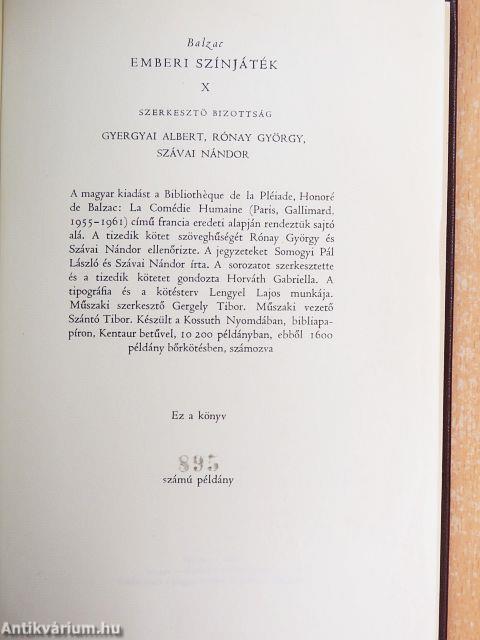 Balzac
EMBERI SZÍNJÁTÉK
X
SZERKESZTŐ BIZOTTSÁG
GYERGYAI ALBERT, RÓNAY GYÖRGY,
SZÁVAI NÁNDOR
A magyar kiadást a Bibliothèque de la Pléiade, Honoré
de Balzac: La Comédie Humaine (Paris, Gallimard.
1955–1961) című francia eredeti alapján rendeztük sajtó
alá. A tizedik kötet szöveghűségét Rónay György és
Szávai Nándor ellenőrizte. A jegyzeteket Somogyi Pál
László és Szávai Nándor írta. A sorozatot szerkesztette
és a tizedik kötetet gondozta Horváth Gabriella. A
tipográfia és a kötésterv Lengyel Lajos munkája.
Műszaki szerkesztő Gergely Tibor. Műszaki vezető
Szántó Tibor. Készült a Kossuth Nyomdában, bibliapa-
píron, Kentaur betűvel, 10 200 példányban, ebből 1600
példány bőrkötésben, számozva
Ez a könyv
895
számú példány
Antikvárium.hu